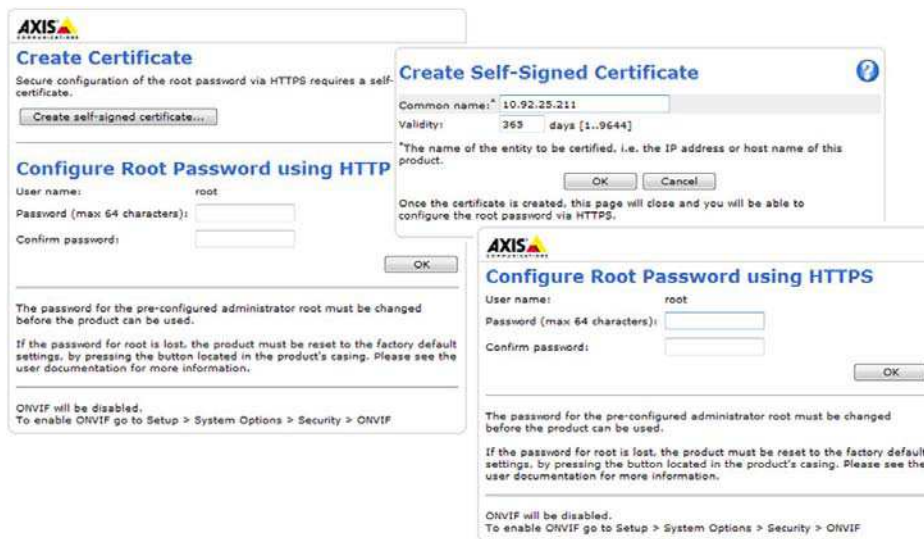 AXIS
COMMUNICATIONS
Create Certificate
Secure configuration of the root password via HTTPS requires a self-
certificate.
Create self-signed certificate...
Configure Root Password using HTTP
User name: root
Password (max 64 characters):
Confirm password:
OK
The password for the pre-configured administrator root must be changed
before the product can be used.
If the password for root is lost, the product must be reset to the factory default
settings, by pressing the button located in the product's casing. Please see the
user documentation for more information.
ONVIF will be disabled.
To enable ONVIF go to Setup > System Options > Security > ONVIF
Create Self-Signed Certificate
?
Common name:* 10.92.25.211
Validity: 365 days [1..9644]
*The name of the entity to be certified, i.e. the IP address or host name of this
product.
OK Cancel
Once the certificate is created, this page will close and you will be able to
configure the root password via HTTPS.
AXIS
COMMUNICATIONS
Configure Root Password using HTTPS
User name: root
Password (max 64 characters):
Confirm password:
OK
The password for the pre-configured administrator root must be changed
before the product can be used.
If the password for root is lost, the product must be reset to the factory default
settings, by pressing the button located in the product's casing. Please see the
user documentation for more information.
ONVIF will be disabled.
To enable ONVIF go to Setup > System Options > Security > ONVIF